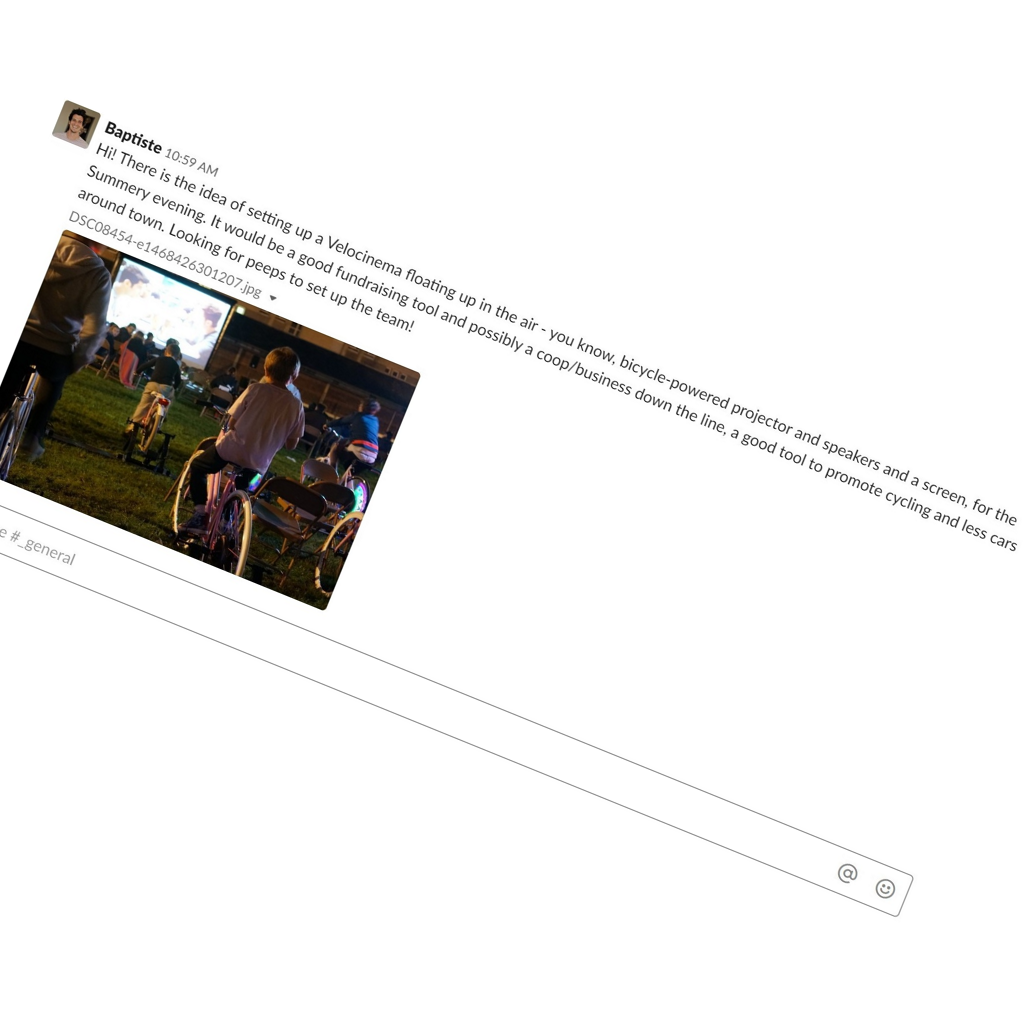 Baptiste 10:59 AM
Hi! There is the idea of setting up a Velocinema floating up in the air - you know, bicycle-powered projector and speakers and a screen, for the
Summery evening. It would be a good fundraising tool and possibly a coop/business down the line, a good tool to promote cycling and less cars
around town. Looking for peeps to set up the team!
DSC08454-e1468426301207.jpg
e #_general
@